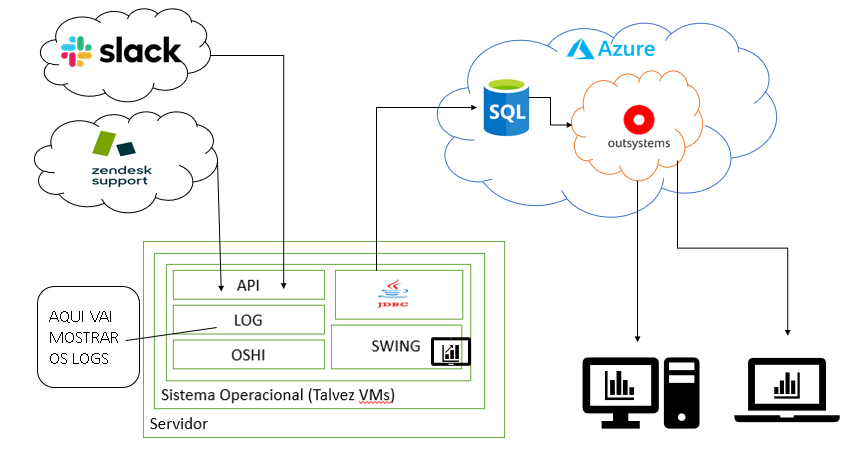 slack
zendesk
support
Azure
SQL
outsystems
API
LOG
OSHI
JDBC
SWING
AQUI VAI
MOSTRAR
OS LOGS
Sistema Operacional (Talvez VMs)
Servidor